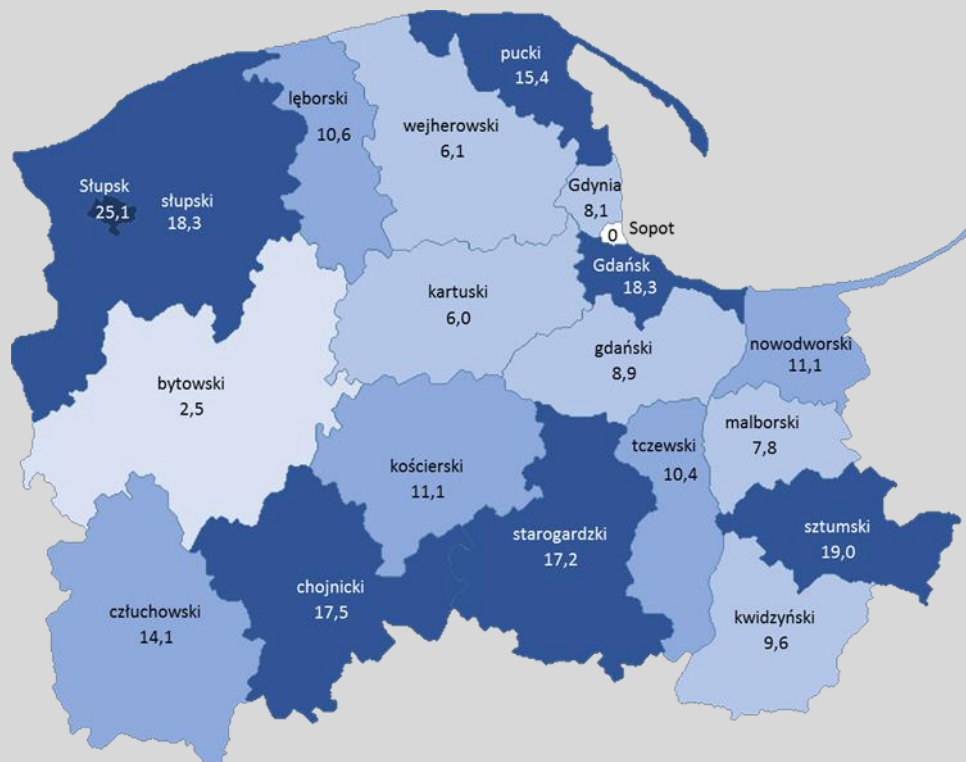 pucki
15,4
lęborski
10,6
wejherowski
6,1
Słupsk
25,1
słupski
18,3
Gdynia
8,1
0
Sopot
Gdańsk
18,3
kartuski
6,0
gdański
8,9
nowodworski
11,1
bytowski
2,5
malborski
7,8
kościerski
11,1
tczewski
10,4
starogardzki
17,2
sztumski
19,0
chojnicki
17,5
człuchowski
14,1
kwidzyński
9,6